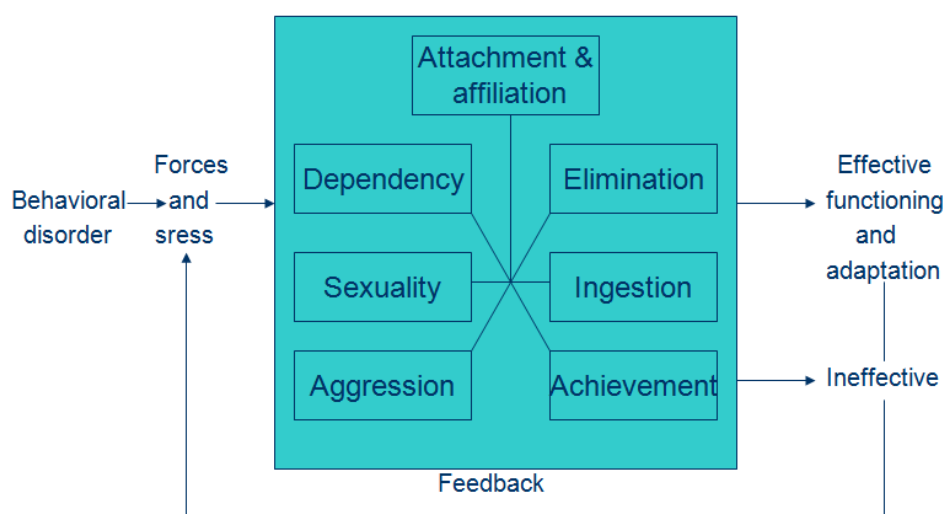 Attachment &
affiliation
Dependency
Elimination
Forces
and
sress
Behavioral
disorder
Effective
functioning
and
adaptation
Sexuality
Ingestion
Aggression
Achievement
Ineffective
Feedback